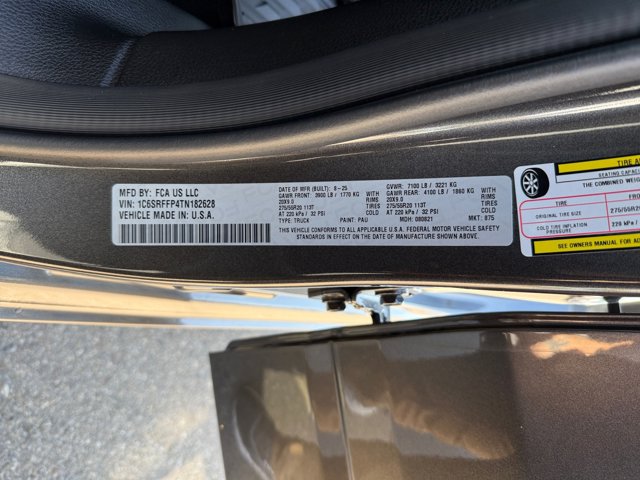 MFD BY: FCA US LLC
VIN: 1C6SRFFP4TN182628
VEHICLE MADE IN: U.S.A.
DATE OF MFR (BUILT): 8-25
GAWR FRONT: 3900 LB / 1770 KG WITH
20X9.0 RIMS
275/55R20 113T TIRES
AT 220 kPa / 32 PSI COLD
TYPE: TRUCK PAINT: PAU
GVWR: 7100 LB / 3221 KG
GAWR REAR: 4100 LB / 1860 KG WITH
20X9.0 RIMS
275/55R20 113T TIRES
AT 220 kPa / 32 PSI COLD
MDH: 080821 MKT: 875
THIS VEHICLE CONFORMS TO ALL APPLICABLE U.S.A. FEDERAL MOTOR VEHICLE SAFETY
STANDARDS IN EFFECT ON THE DATE OF MANUFACTURE SHOWN ABOVE.
TIRE A
SEATING CAPACI
THE COMBINED WEIG
TIRE FRO
ORIGINAL TIRE SIZE 275/55R2
COLD TIRE INFLATION PRESSURE 220 kPa /
SEE OWNERS MANUAL FOR AD